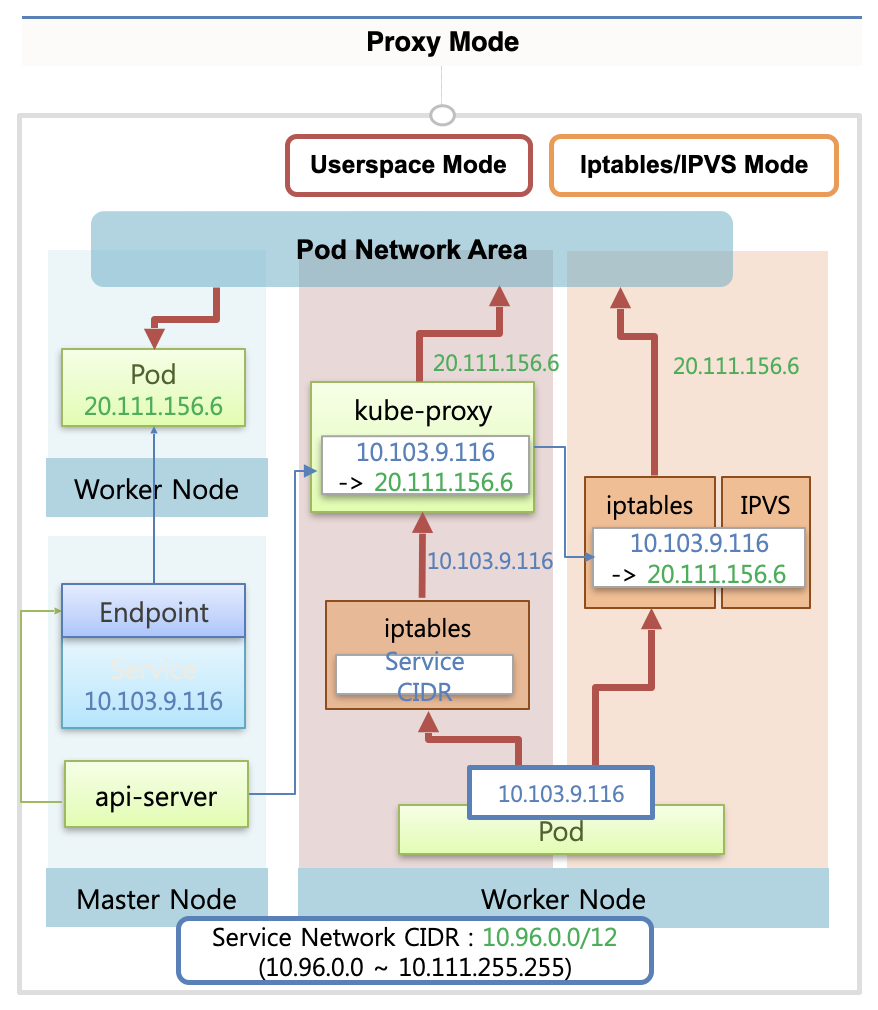 Proxy Mode
Userspace Mode
Iptables/IPVS Mode
Pod Network Area
20.111.156.6
20.111.156.6
Pod
20.111.156.6
Worker Node
kube-proxy
10.103.9.116
-> 20.111.156.6
iptables
IPVS
10.103.9.116
-> 20.111.156.6
10.103.9.116
Endpoint
Service
10.103.9.116
iptables
Service
CIDR
api-server
10.103.9.116
Pod
Master Node
Worker Node
Service Network CIDR : 10.96.0.0/12
(10.96.0.0 ~ 10.111.255.255)